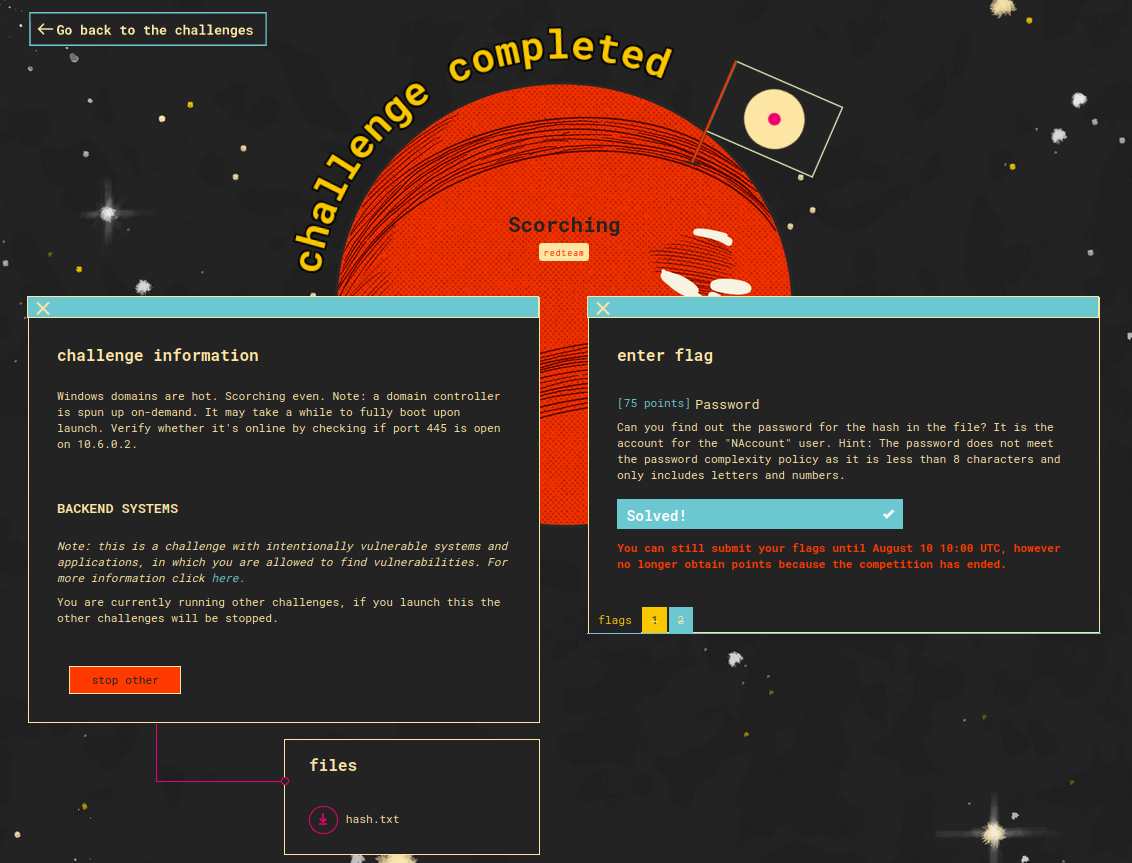 Go back to the challenges
challenge completed
Scorching
redteam
challenge information
Windows domains are hot. Scorching even. Note: a domain controller
is spun up on-demand. It may take a while to fully boot upon
launch. Verify whether it's online by checking if port 445 is open
on 10.6.0.2.
BACKEND SYSTEMS
Note: this is a challenge with intentionally vulnerable systems and
applications, in which you are allowed to find vulnerabilities. For
more information click here.
You are currently running other challenges, if you launch this the
other challenges will be stopped.
stop other
files
hash.txt
enter flag
[75 points] Password
Can you find out the password for the hash in the file? It is the
account for the "NAccount" user. Hint: The password does not meet
the password complexity policy as it is less than 8 characters and
only includes letters and numbers.
Solved!
You can still submit your flags until August 10 10:00 UTC, however
no longer obtain points because the competition has ended.
flags 1 2